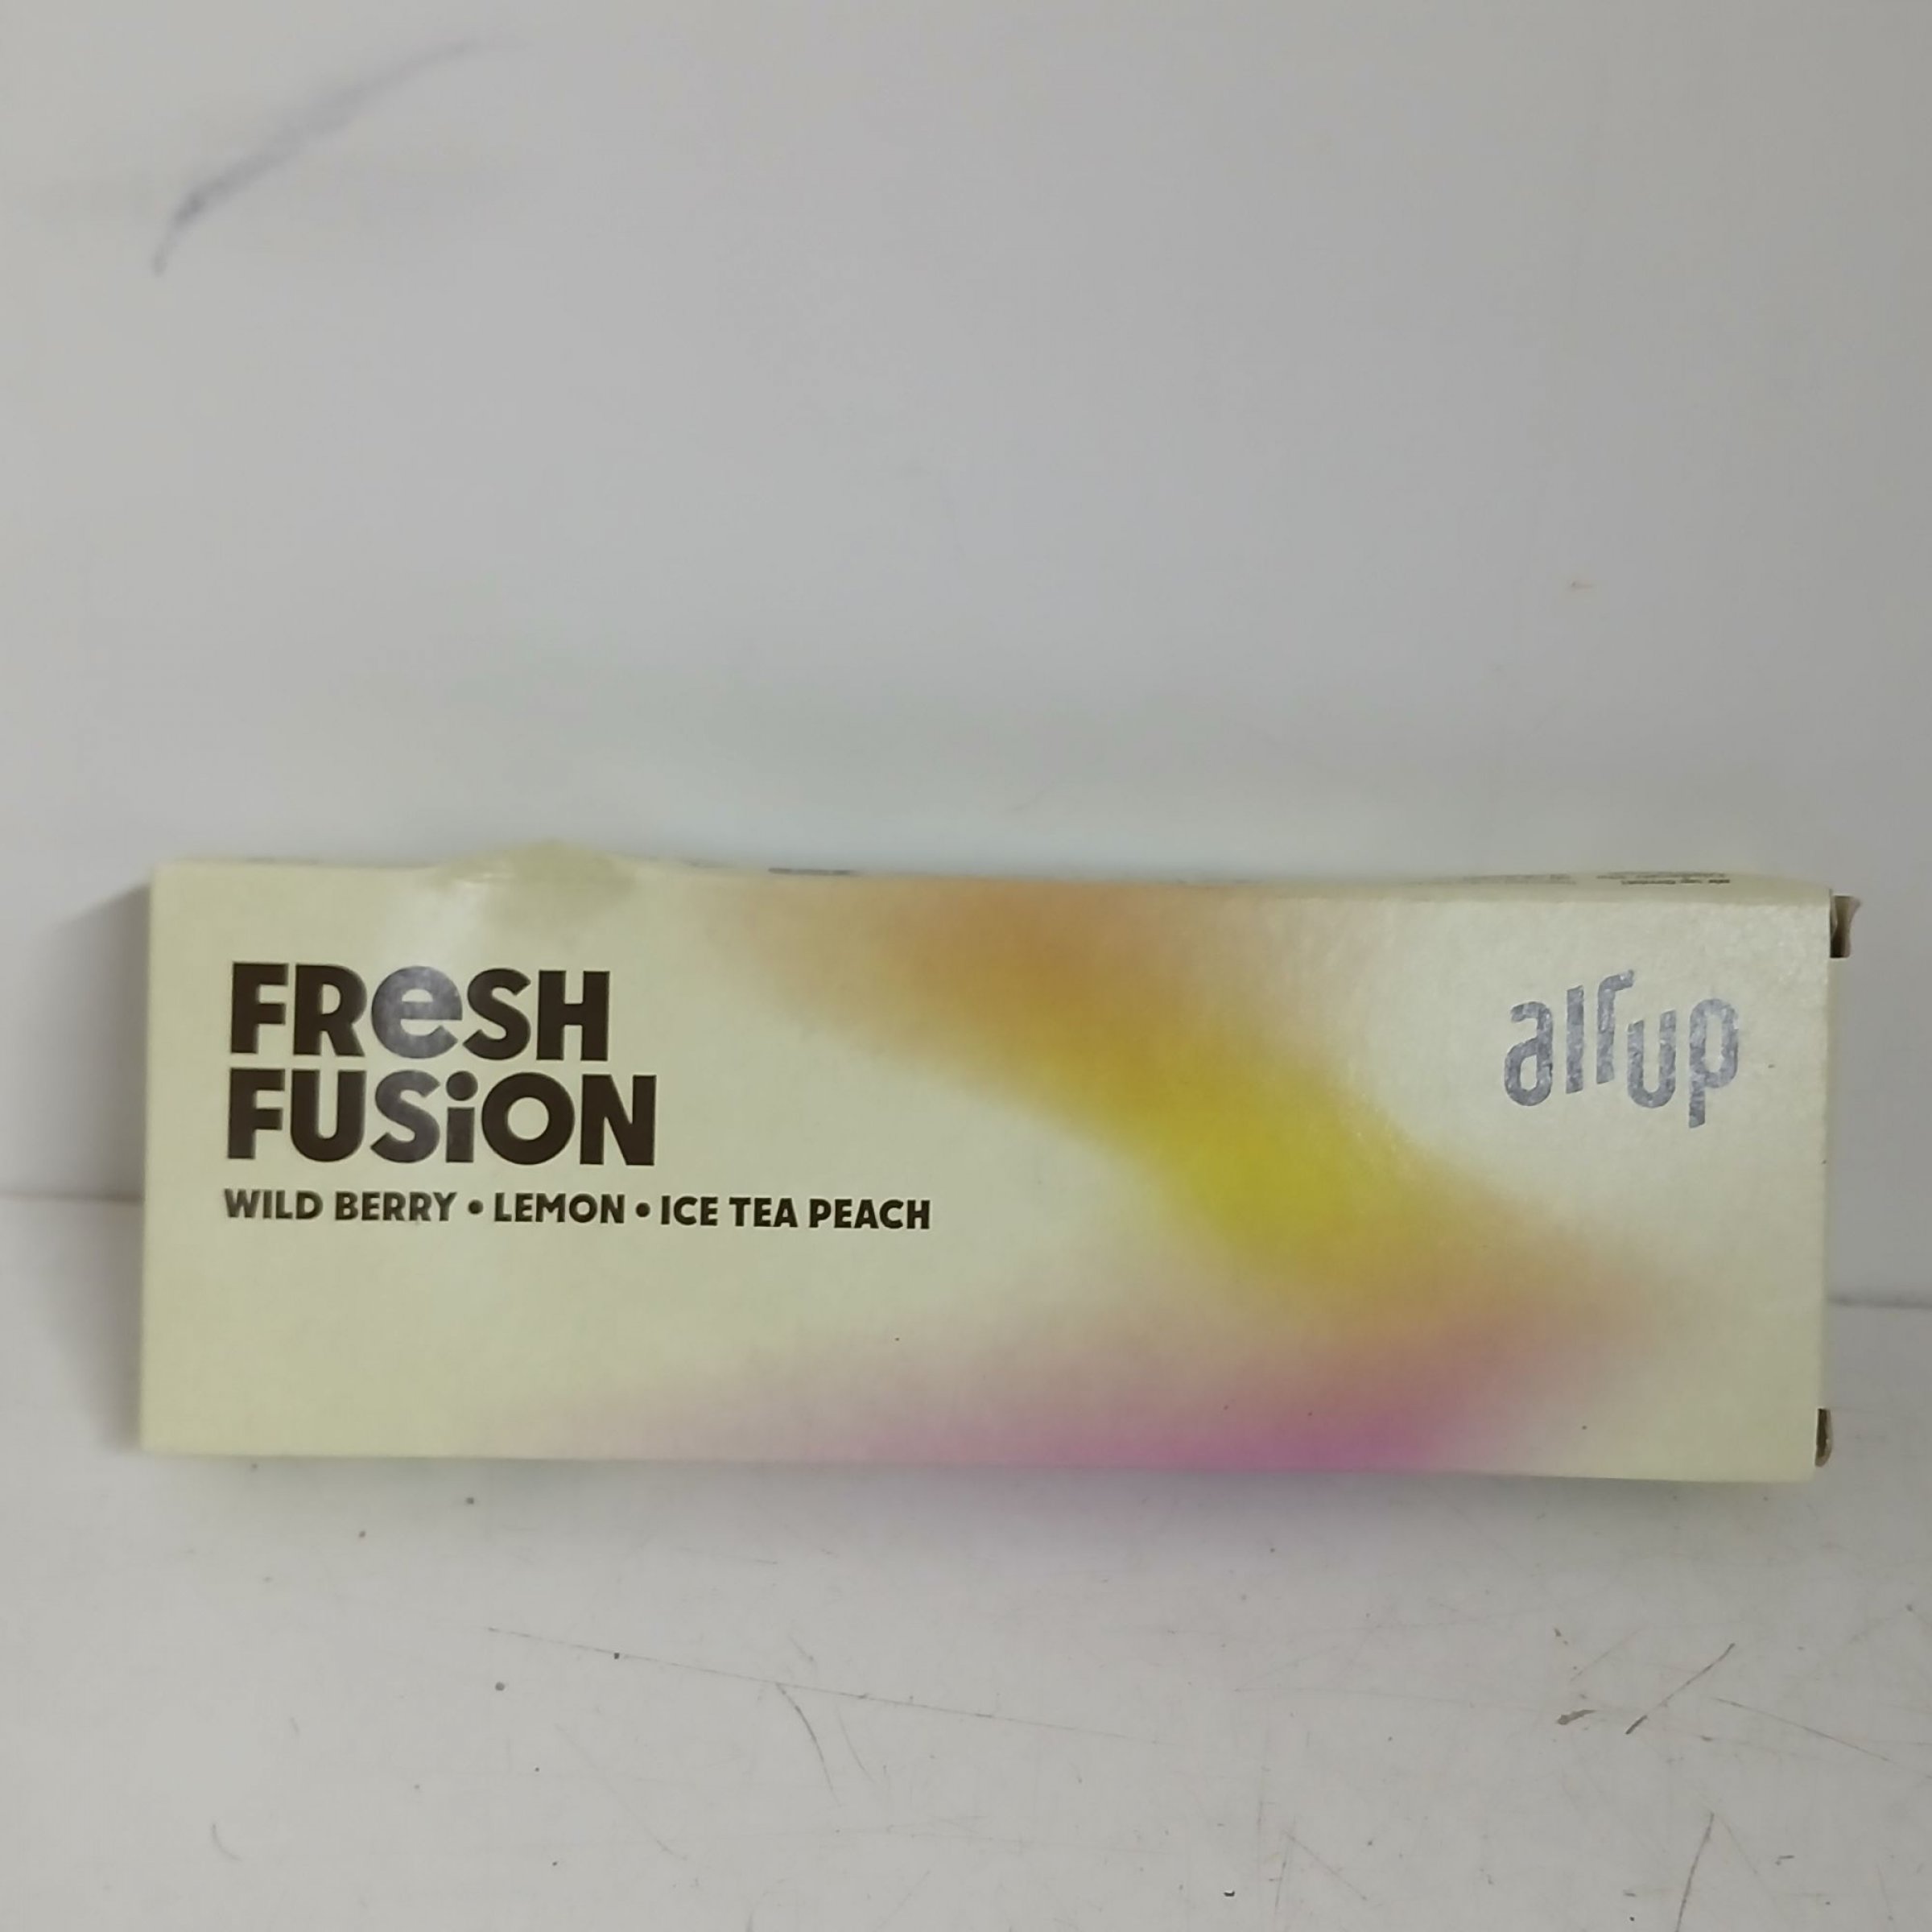 FReSH
FUSiON
WILD BERRY • LEMON • ICE TEA PEACH
air up